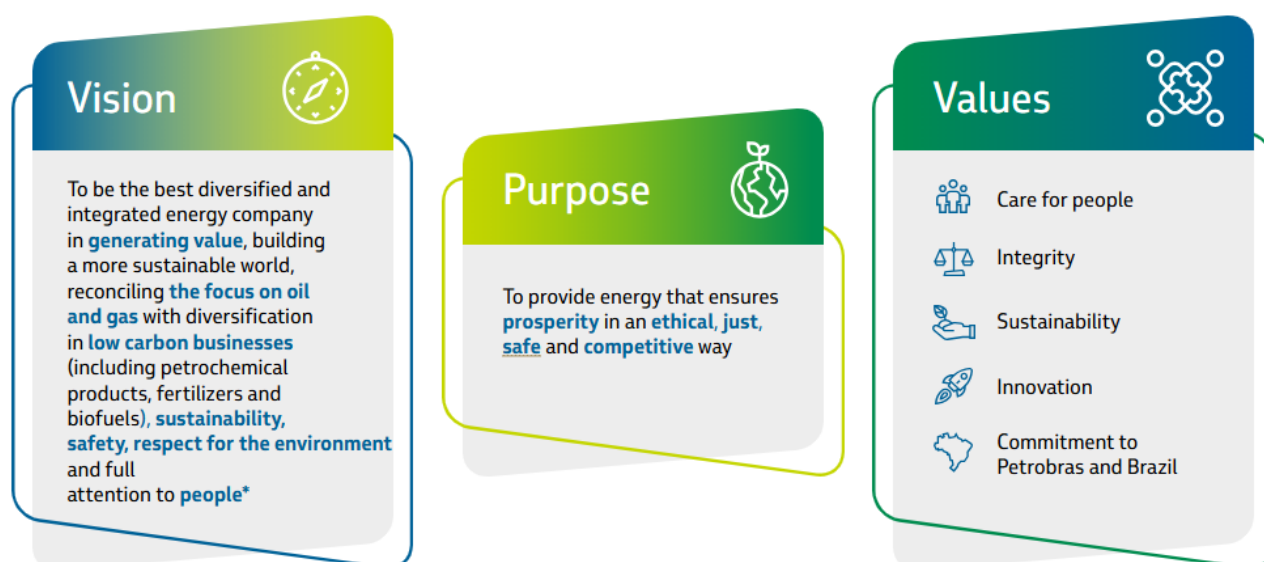 Vision
To be the best diversified and
integrated energy company
in generating value, building
a more sustainable world,
reconciling the focus on oil
and gas with diversification
in low carbon businesses
(including petrochemical
products, fertilizers and
biofuels), sustainability,
safety, respect for the environment
and full
attention to people*
Purpose
To provide energy that ensures
prosperity in an ethical, just,
safe and competitive way
Values
Care for people
Integrity
Sustainability
Innovation
Commitment to
Petrobras and Brazil